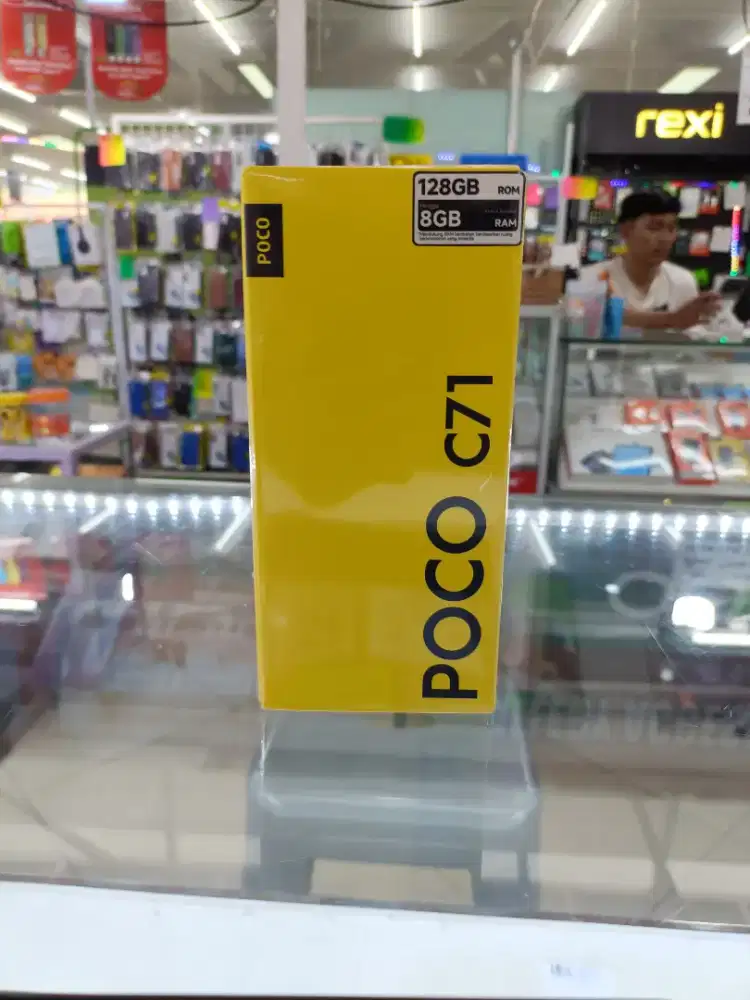 rexi
128GB ROM
8GB RAM
POCO
POCO C71